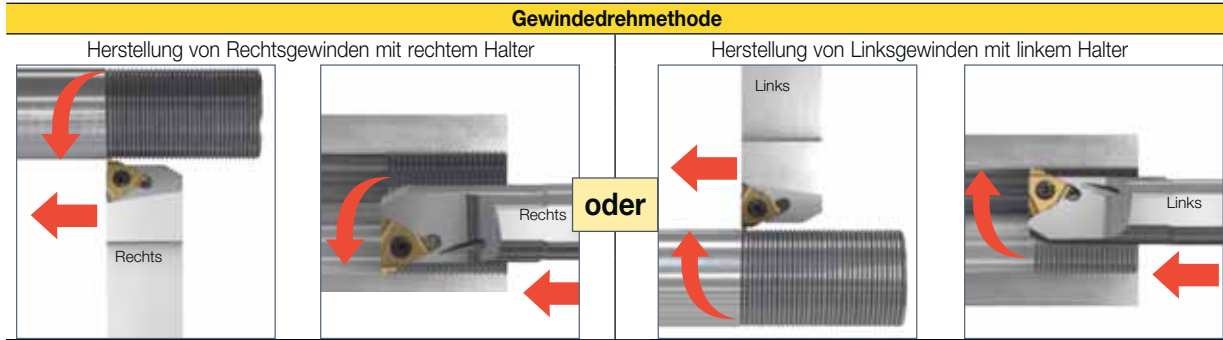 Gewindedrehmethode
Herstellung von Rechtsgewinden mit rechtem Halter
Herstellung von Linksgewinden mit linkem Halter
Rechts
Rechts
oder
Links
Links